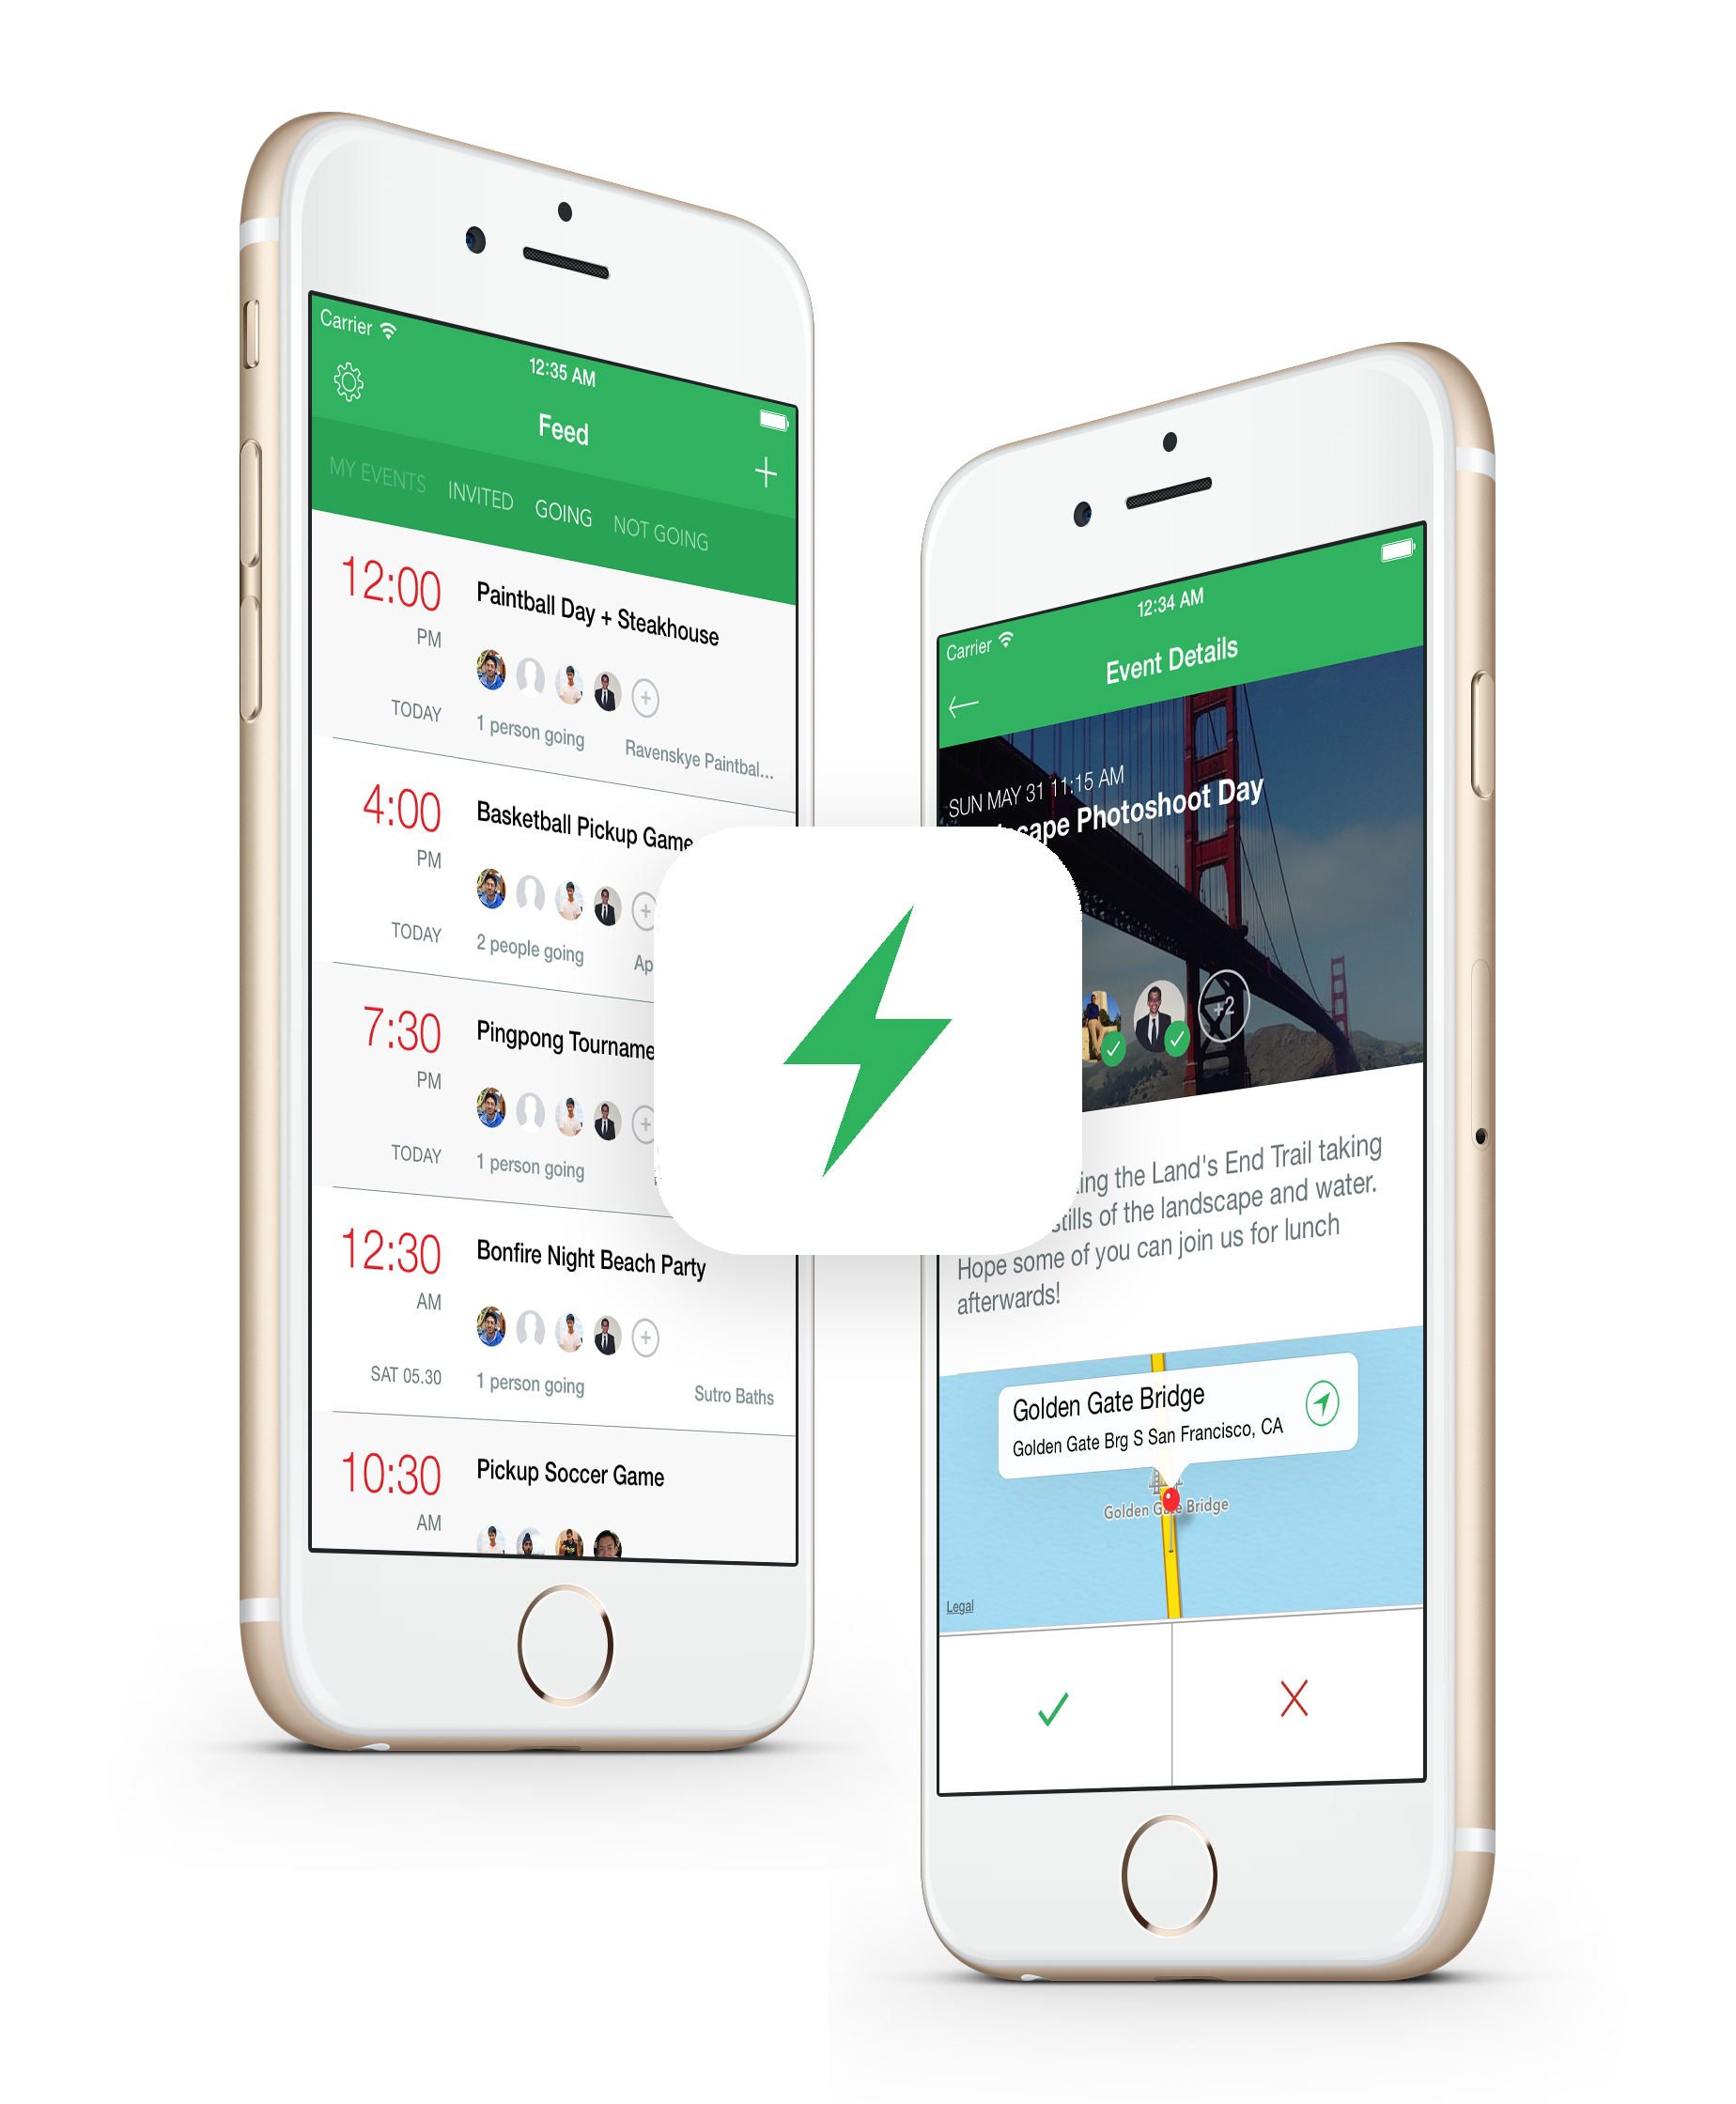 Carrier
12:35 AM
Feed
MY EVENTS INVITED GOING NOT GOING
12:00
PM
TODAY
Paintball Day + Steakhouse
1 person going
Ravenskye Paintbal...
4:00
PM
TODAY
Basketball Pickup Game
2 people going
Ap
7:30
PM
TODAY
Pingpong Tourname
1 person going
12:30
AM
SAT 05.30
Bonfire Night Beach Party
1 person going
Sutro Baths
10:30
AM
Pickup Soccer Game
Carrier
12:34 AM
Event Details
SUN MAY 31 11:15 AM
scape Photoshoot Day
+2
ing the Land's End Trail taking
stills of the landscape and water.
Hope some of you can join us for lunch
afterwards!
Golden Gate Bridge
Golden Gate Brg S San Francisco, CA
Golden Gate Bridge
Legal